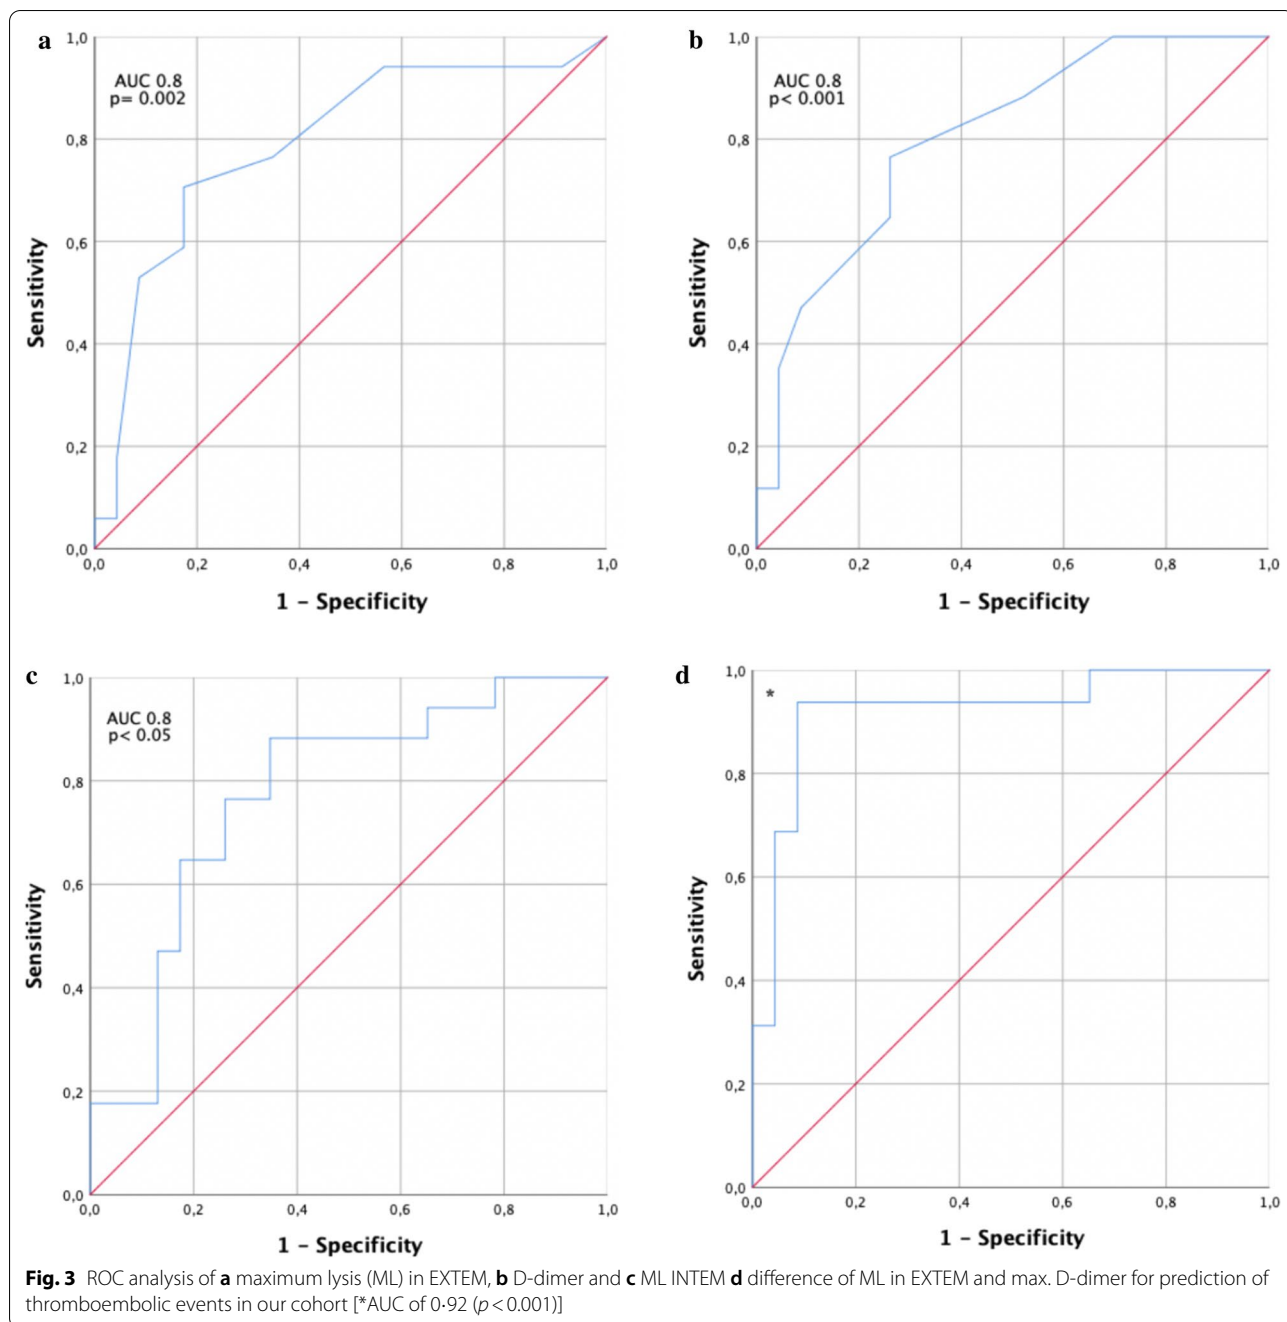 a
AUC 0.8
p= 0.002
1,0
0,8
0,6
0,4
0,2
0,0
Sensitivity
0,0 0,2 0,4 0,6 0,8 1,0
1 – Specificity
b
AUC 0.8
p< 0.001
1,0
0,8
0,6
0,4
0,2
0,0
Sensitivity
0,0 0,2 0,4 0,6 0,8 1,0
1 – Specificity
c
AUC 0.8
p< 0.05
1,0
0,8
0,6
0,4
0,2
0,0
Sensitivity
0,0 0,2 0,4 0,6 0,8 1,0
1 – Specificity
d
*
1,0
0,8
0,6
0,4
0,2
0,0
Sensitivity
0,0 0,2 0,4 0,6 0,8 1,0
1 – Specificity
Fig. 3 ROC analysis of a maximum lysis (ML) in EXTEM, b D-dimer and c ML INTEM d difference of ML in EXTEM and max. D-dimer for prediction of
thromboembolic events in our cohort [*AUC of 0·92 (p < 0.001)]